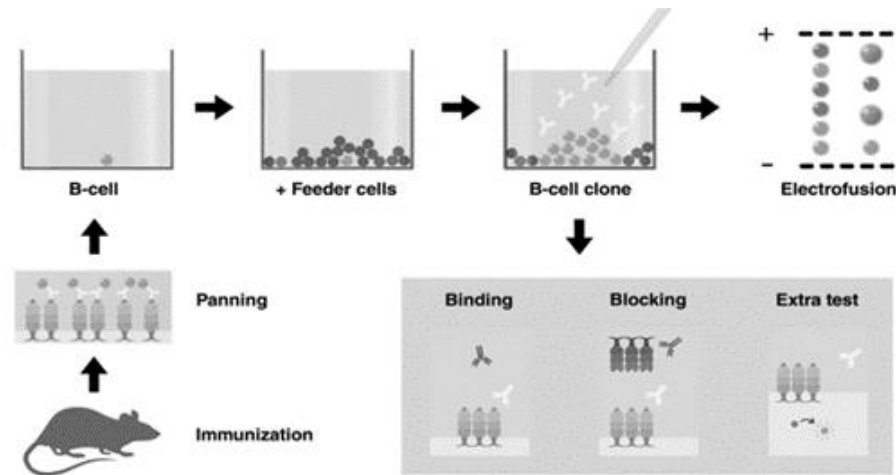 B-cell
+ Feeder cells
B-cell clone
+
-
Electrofusion
Panning
Immunization
Binding
Blocking
Extra test